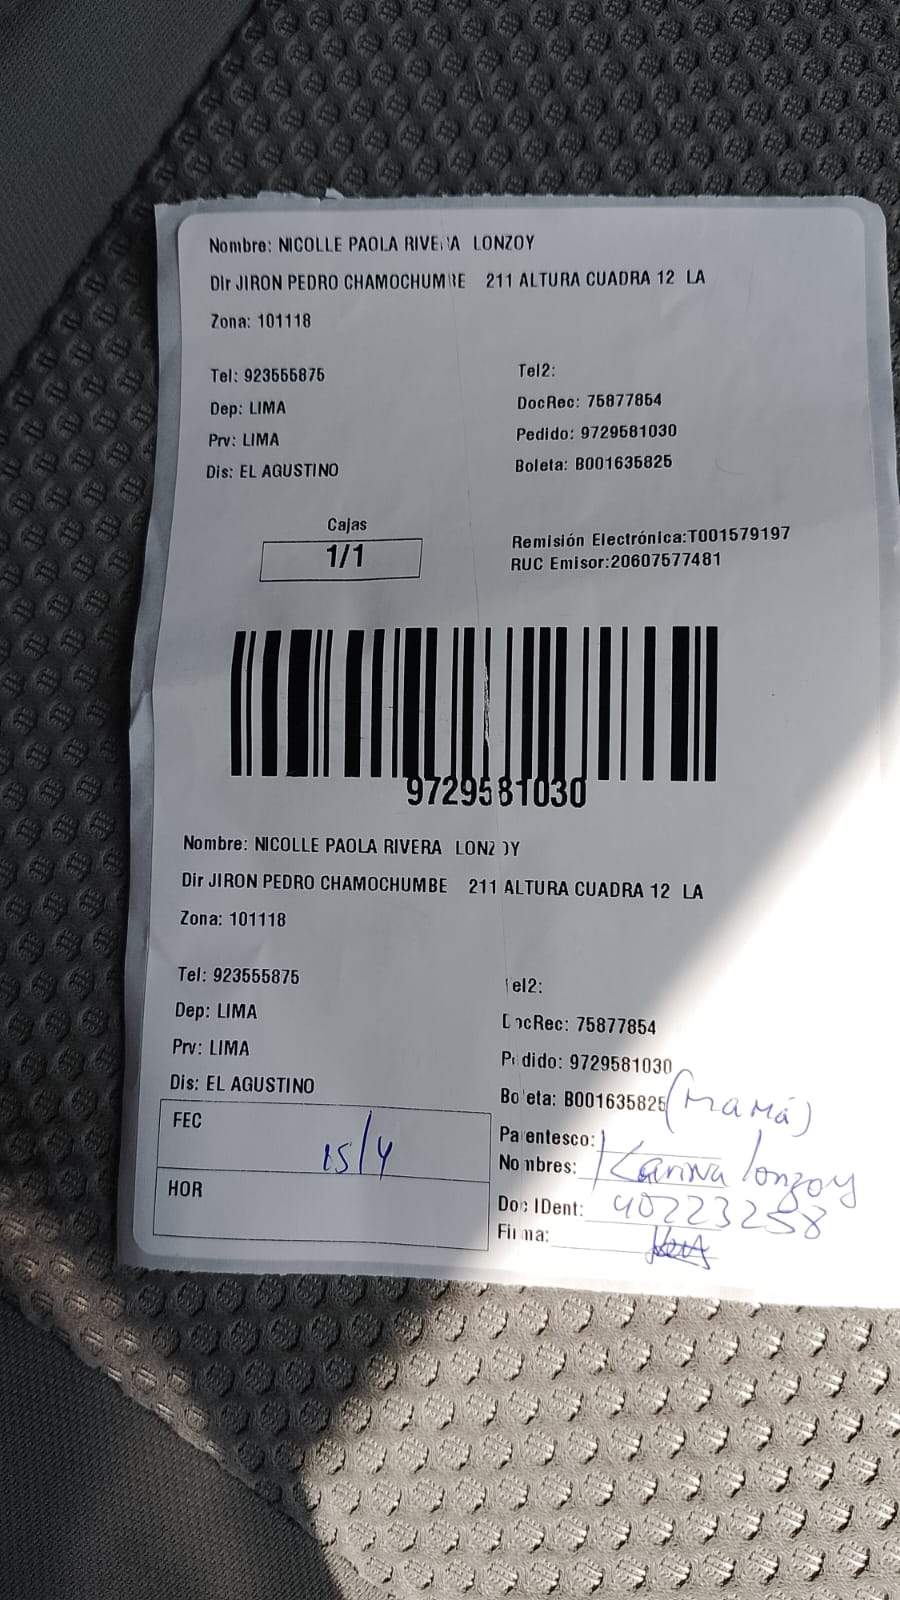 Nombre: NICOLLE PAOLA RIVERA LONZOY
Dir JIRON PEDRO CHAMOCHUMBE 211 ALTURA CUADRA 12 LA
Zona: 101118
Tel: 923555875 Tel2:
Dep: LIMA DocRec: 75877854
Prv: LIMA Pedido: 9729581030
Dis: EL AGUSTINO Boleta: B001635825
Cajas
1/1
Remisión Electrónica:T001579197
RUC Emisor:20607577481
9729581030
Nombre: NICOLLE PAOLA RIVERA LONZOY
Dir JIRON PEDRO CHAMOCHUMBE 211 ALTURA CUADRA 12 LA
Zona: 101118
Tel: 923555875 Tel2:
Dep: LIMA DocRec: 75877854
Prv: LIMA Pedido: 9729581030
Dis: EL AGUSTINO Boleta: B001635825
(Mamá)
FEC 15/4
HOR
Parentesco:
Nombres: Karina Lonzoy
Doc IDent: 40223258
Firma: